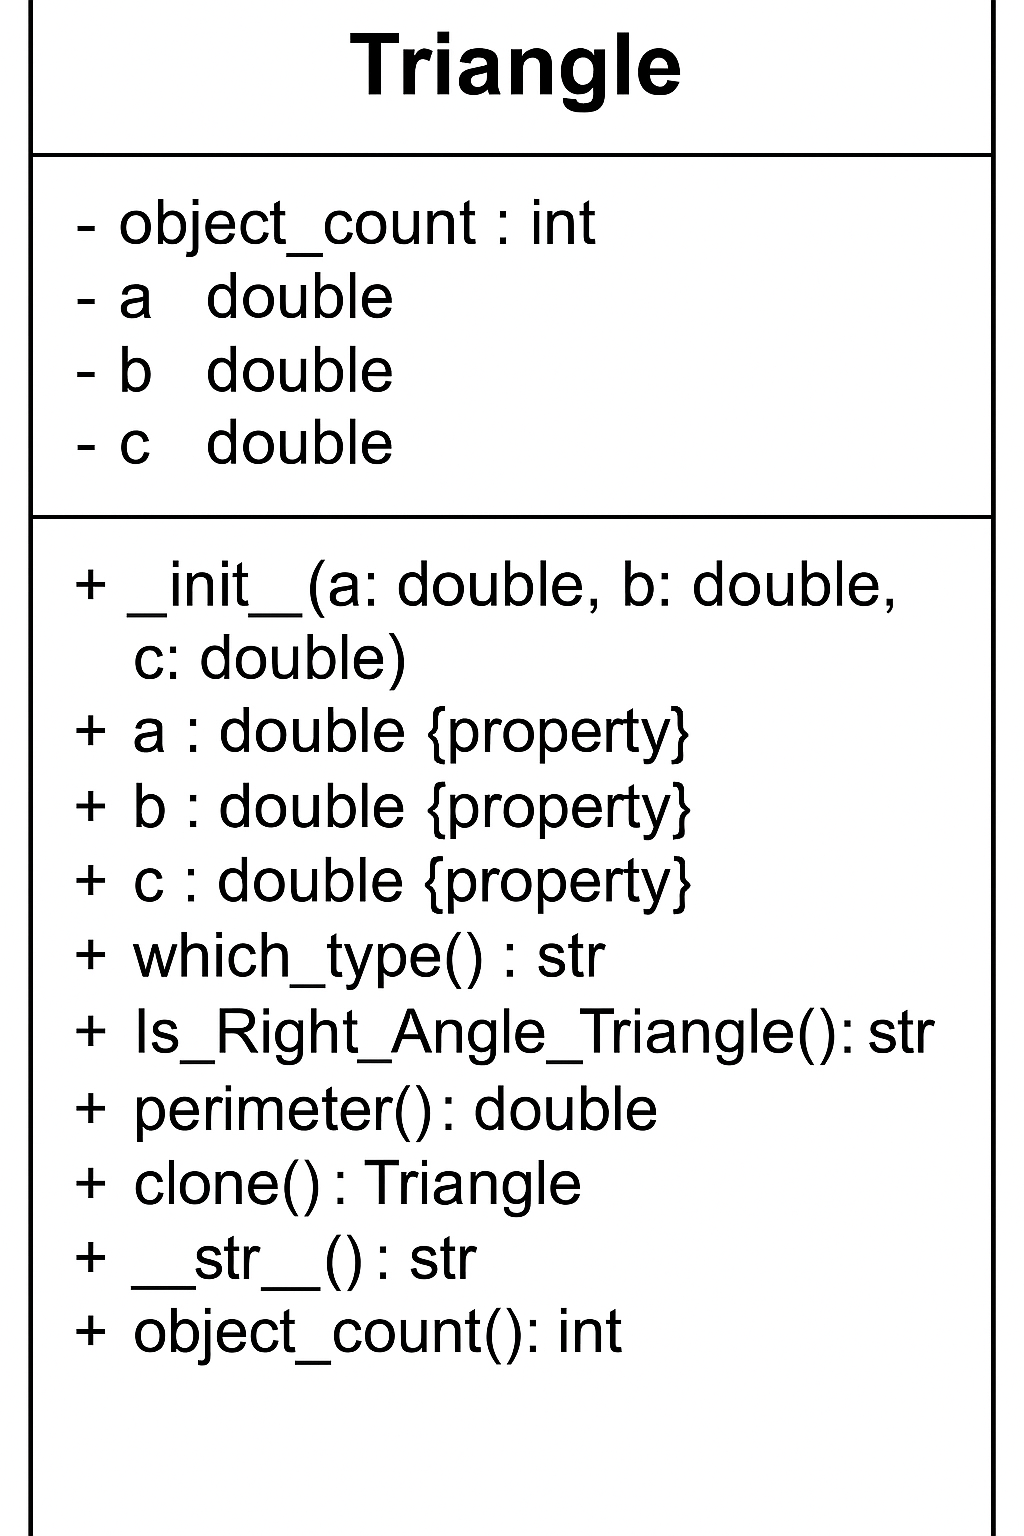 Triangle
- object_count : int
- a double
- b double
- c double
+ _init__(a: double, b: double,
c: double)
+ a : double {property}
+ b : double {property}
+ c : double {property}
+ which_type() : str
+ Is_Right_Angle_Triangle(): str
+ perimeter() : double
+ clone() : Triangle
+ __str__() : str
+ object_count(): int